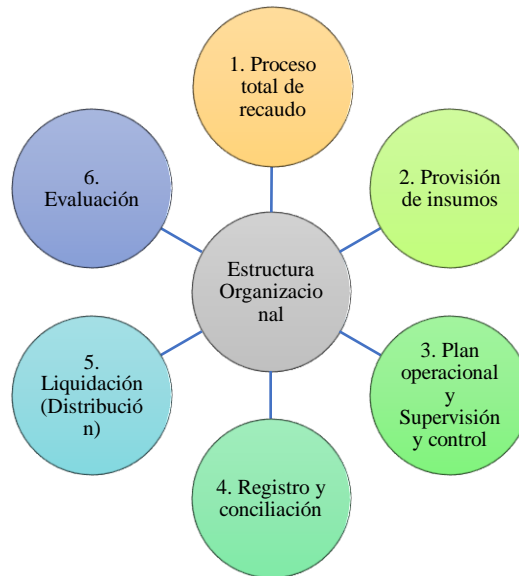 1. Proceso
total de
recaudo
2. Provisión
de insumos
3. Plan
operacional
y
Supervisión
y control
4. Registro y
conciliación
5.
Liquidación
(Distribució
n)
6.
Evaluación
Estructura
Organizacio
nal